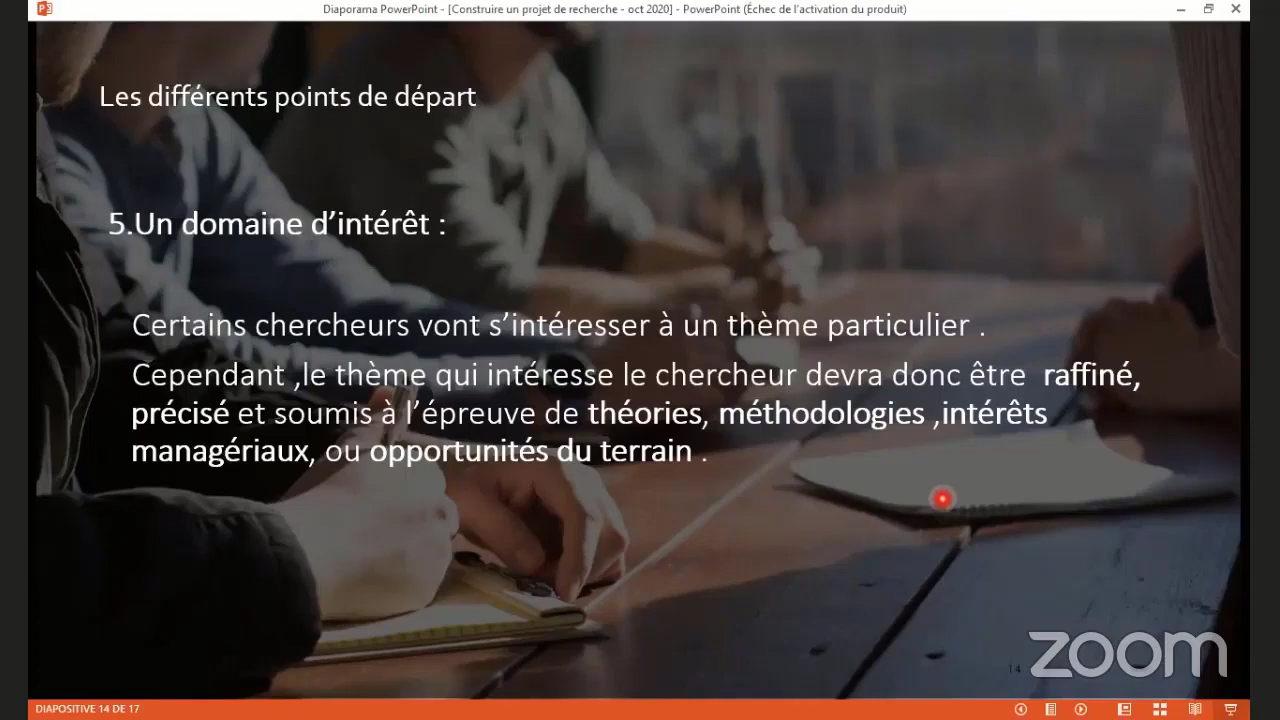 Diaporama PowerPoint - [Construire un projet de recherche - oct 2020] - PowerPoint (Échec de l'activation du produit)
Les différents points de départ
5.Un domaine d’intérêt :
Certains chercheurs vont s’intéresser à un thème particulier .
Cependant ,le thème qui intéresse le chercheur devra donc être raffiné,
précisé et soumis à l’épreuve de théories, méthodologies ,intérêts
managériaux, ou opportunités du terrain .
14
zoom
DIAPOSITIVE 14 DE 17